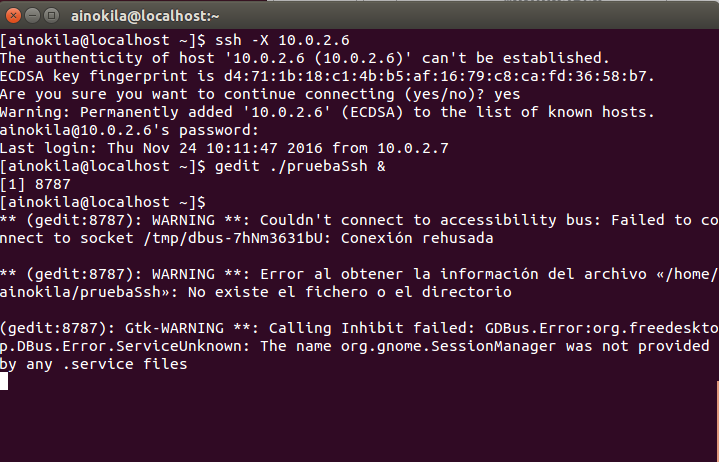 ainokila@localhost:~
[ainokila@localhost ~]$ ssh -X 10.0.2.6
The authenticity of host '10.0.2.6 (10.0.2.6)' can't be established.
ECDSA key fingerprint is d4:71:1b:18:c1:4b:b5:af:16:79:c8:ca:fd:36:58:b7.
Are you sure you want to continue connecting (yes/no)? yes
Warning: Permanently added '10.0.2.6' (ECDSA) to the list of known hosts.
ainokila@10.0.2.6's password:
Last login: Thu Nov 24 10:11:47 2016 from 10.0.2.7
[ainokila@localhost ~]$ gedit ./pruebaSsh &
[1] 8787
[ainokila@localhost ~]$
** (gedit:8787): WARNING **: Couldn't connect to accessibility bus: Failed to co
nnect to socket /tmp/dbus-7hNm3631bU: Conexión rehusada
** (gedit:8787): WARNING **: Error al obtener la información del archivo «/home/
ainokila/pruebaSsh»: No existe el fichero o el directorio
(gedit:8787): Gtk-WARNING **: Calling Inhibit failed: GDBus.Error:org.freedeskto
p.DBus.Error.ServiceUnknown: The name org.gnome.SessionManager was not provided
by any .service files